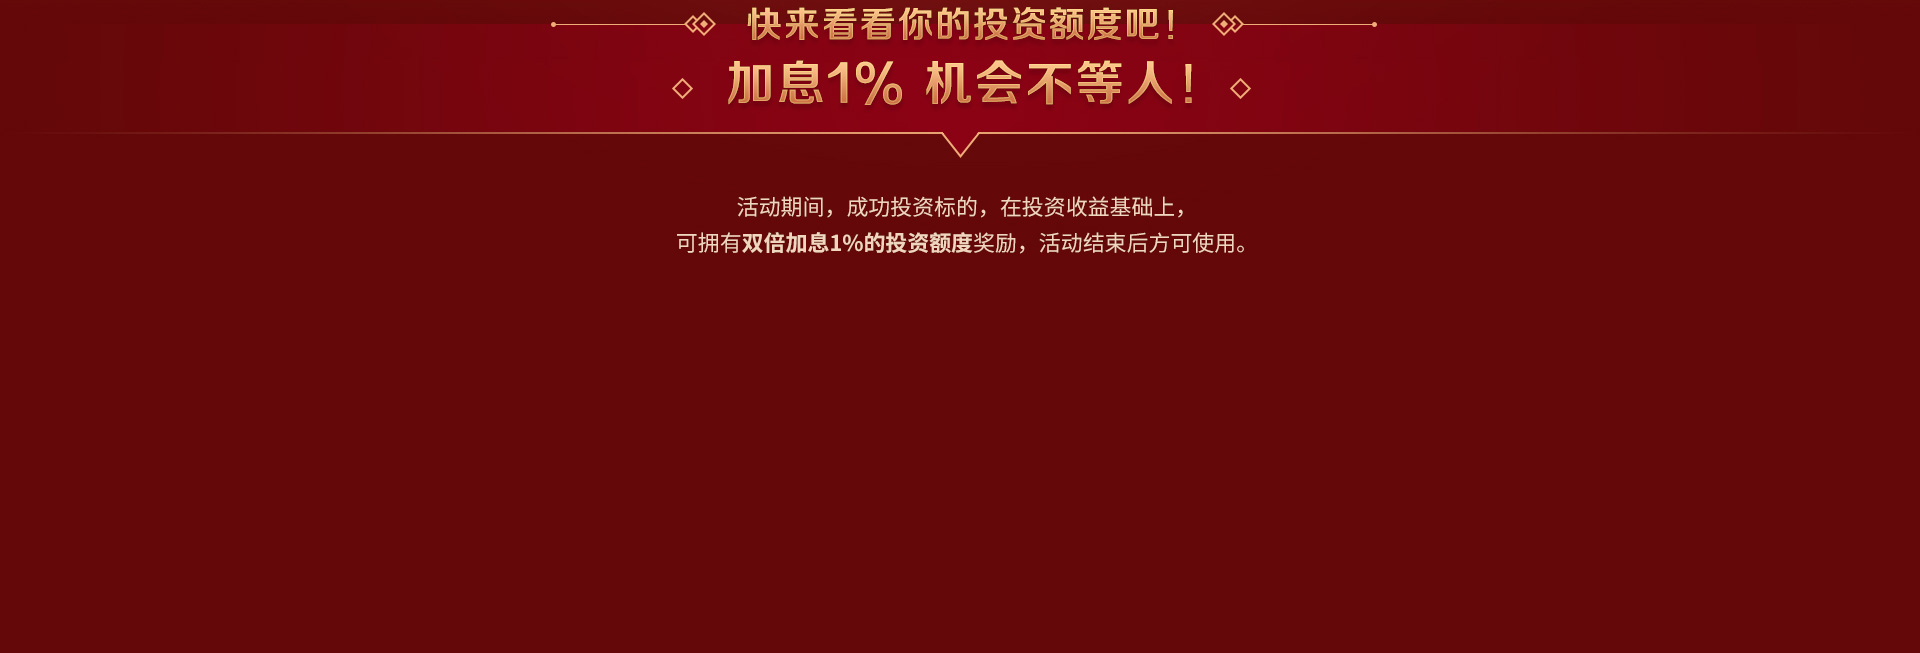 快来看看你的投资额度吧！
加息1% 机会不等人！
活动期间，成功投资标的，在投资收益基础上，
可拥有双倍加息1%的投资额度奖励，活动结束后方可使用。